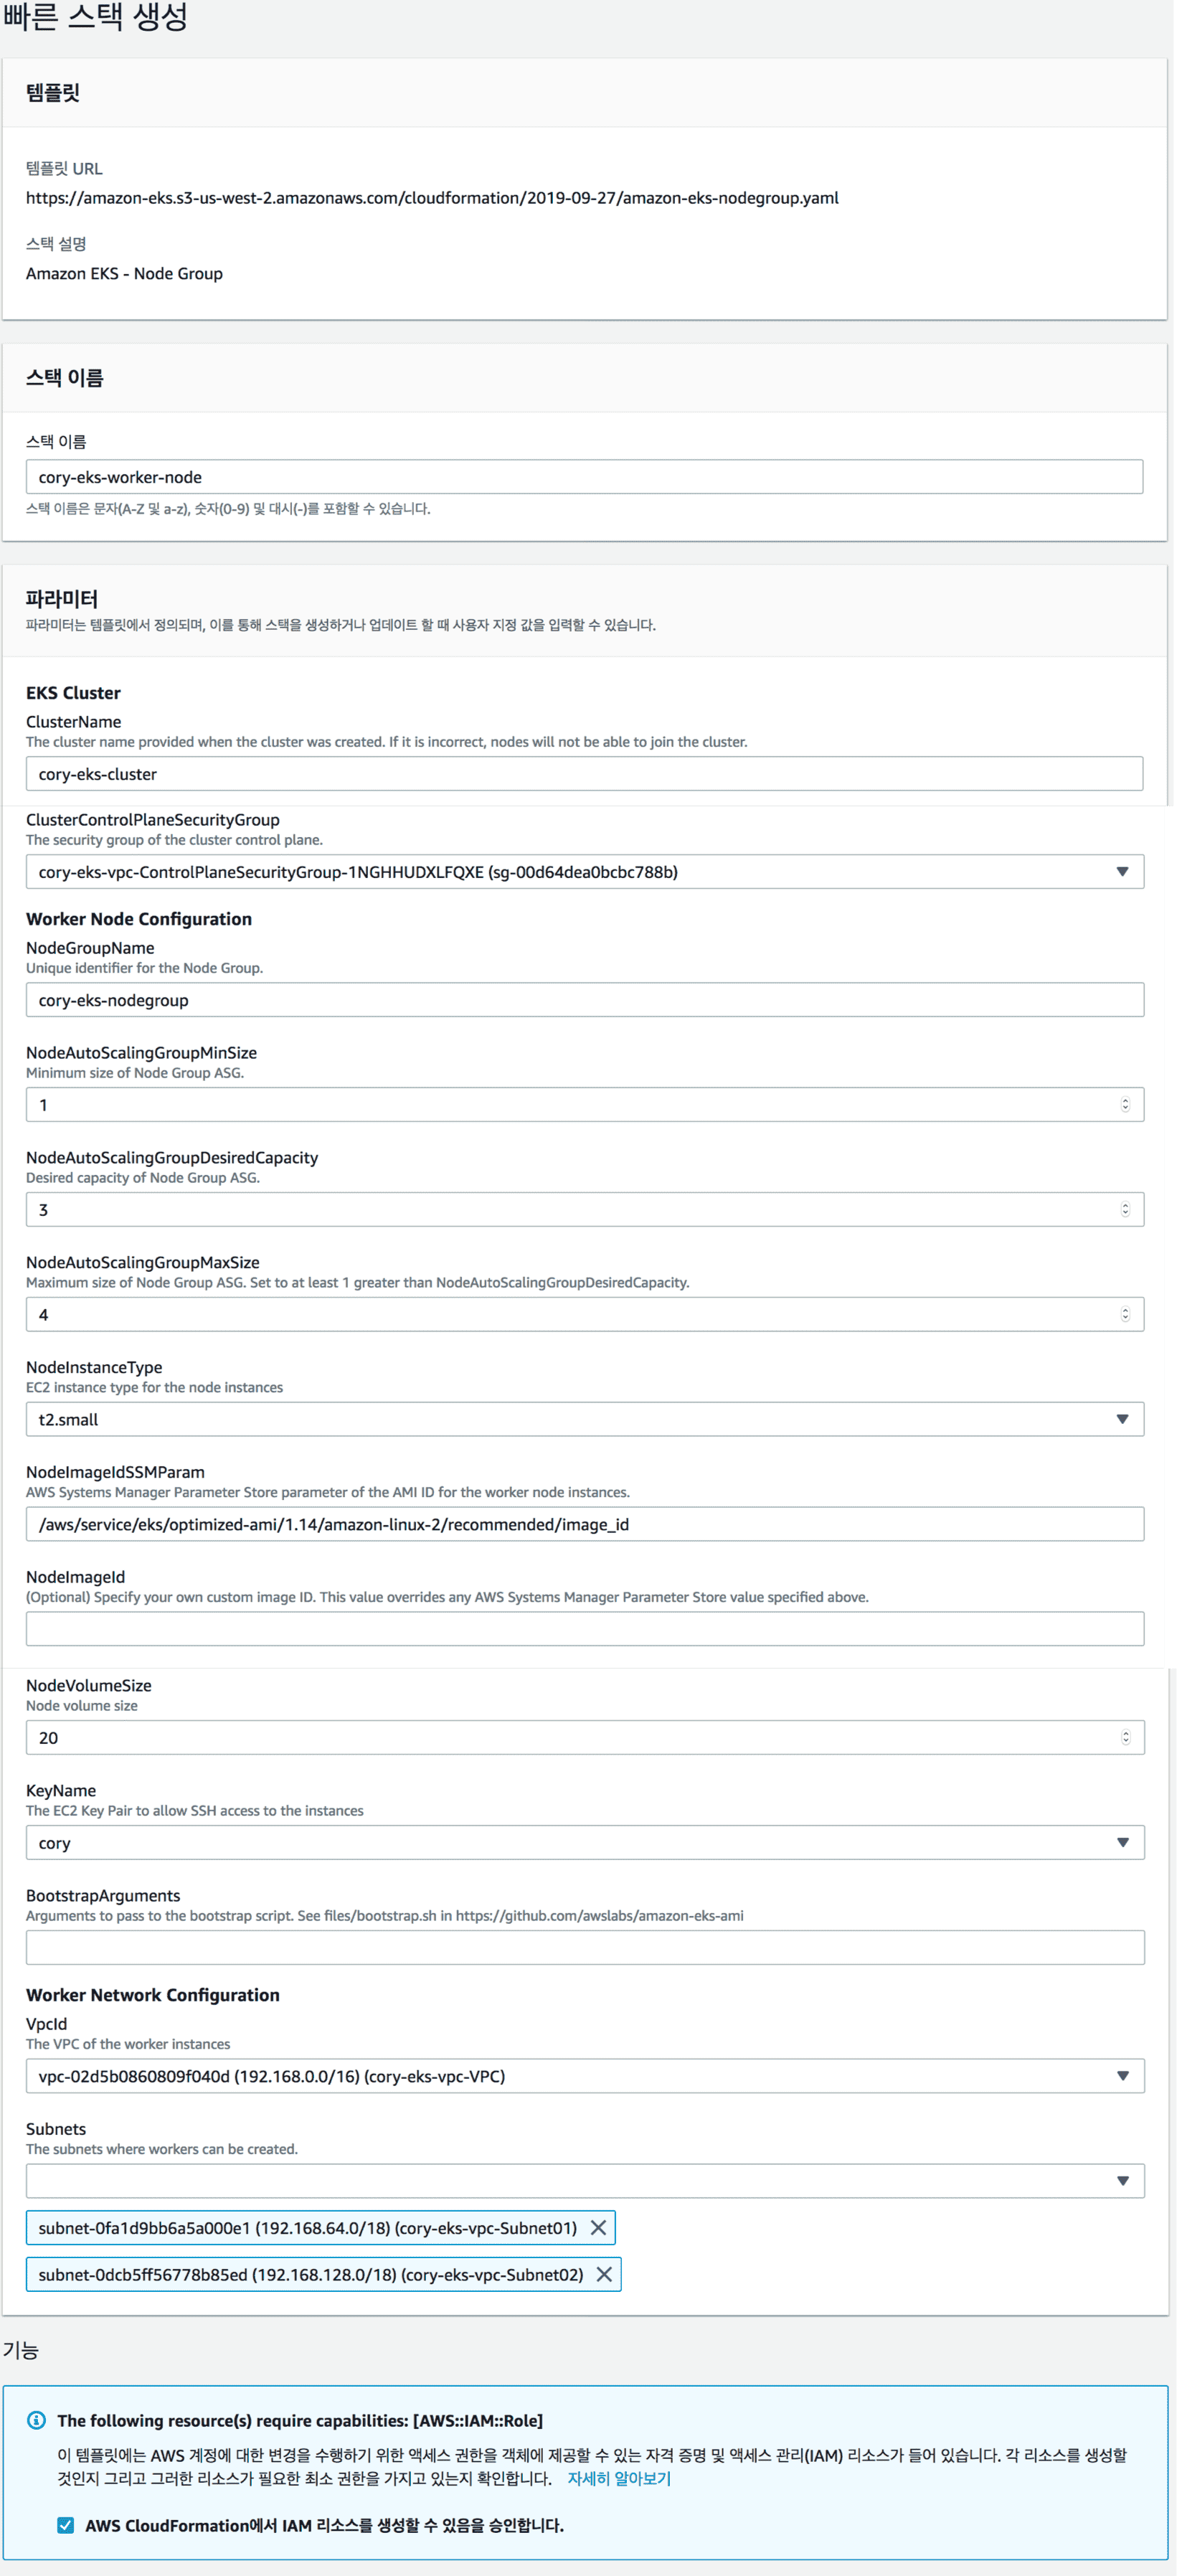 빠른 스택 생성
템플릿
템플릿 URL
https://amazon-eks.s3-us-west-2.amazonaws.com/cloudformation/2019-09-27/amazon-eks-nodegroup.yaml
스택 설명
Amazon EKS - Node Group
스택 이름
스택 이름
cory-eks-worker-node
스택 이름은 문자(A-Z 및 a-z), 숫자(0-9) 및 대시(-)를 포함할 수 있습니다.
파라미터
파라미터는 템플릿에서 정의되며, 이를 통해 스택을 생성하거나 업데이트 할 때 사용자 지정 값을 입력할 수 있습니다.
EKS Cluster
ClusterName
The cluster name provided when the cluster was created. If it is incorrect, nodes will not be able to join the cluster.
cory-eks-cluster
ClusterControlPlaneSecurityGroup
The security group of the cluster control plane.
cory-eks-vpc-ControlPlaneSecurityGroup-1NGHHUDXLFQXE (sg-00d64dea0bcbc788b)
Worker Node Configuration
NodeGroupName
Unique identifier for the Node Group.
cory-eks-nodegroup
NodeAutoScalingGroupMinSize
Minimum size of Node Group ASG.
1
NodeAutoScalingGroupDesiredCapacity
Desired capacity of Node Group ASG.
3
NodeAutoScalingGroupMaxSize
Maximum size of Node Group ASG. Set to at least 1 greater than NodeAutoScalingGroupDesiredCapacity.
4
NodeInstanceType
EC2 instance type for the node instances
t2.small
NodeImageIdSSMParam
AWS Systems Manager Parameter Store parameter of the AMI ID for the worker node instances.
/aws/service/eks/optimized-ami/1.14/amazon-linux-2/recommended/image_id
NodeImageId
(Optional) Specify your own custom image ID. This value overrides any AWS Systems Manager Parameter Store value specified above.
NodeVolumeSize
Node volume size
20
KeyName
The EC2 Key Pair to allow SSH access to the instances
cory
BootstrapArguments
Arguments to pass to the bootstrap script. See files/bootstrap.sh in https://github.com/awslabs/amazon-eks-ami
Worker Network Configuration
VpcId
The VPC of the worker instances
vpc-02d5b0860809f040d (192.168.0.0/16) (cory-eks-vpc-VPC)
Subnets
The subnets where workers can be created.
subnet-0fa1d9bb6a5a000e1 (192.168.64.0/18) (cory-eks-vpc-Subnet01)
subnet-0dcb5ff56778b85ed (192.168.128.0/18) (cory-eks-vpc-Subnet02)
기능
The following resource(s) require capabilities: [AWS::IAM::Role]
이 템플릿에는 AWS 계정에 대한 변경을 수행하기 위한 액세스 권한을 객체에 제공할 수 있는 자격 증명 및 액세스 관리(IAM) 리소스가 들어 있습니다. 각 리소스를 생성할
것인지 그리고 그러한 리소스가 필요한 최소 권한을 가지고 있는지 확인합니다. 자세히 알아보기
AWS CloudFormation에서 IAM 리소스를 생성할 수 있음을 승인합니다.